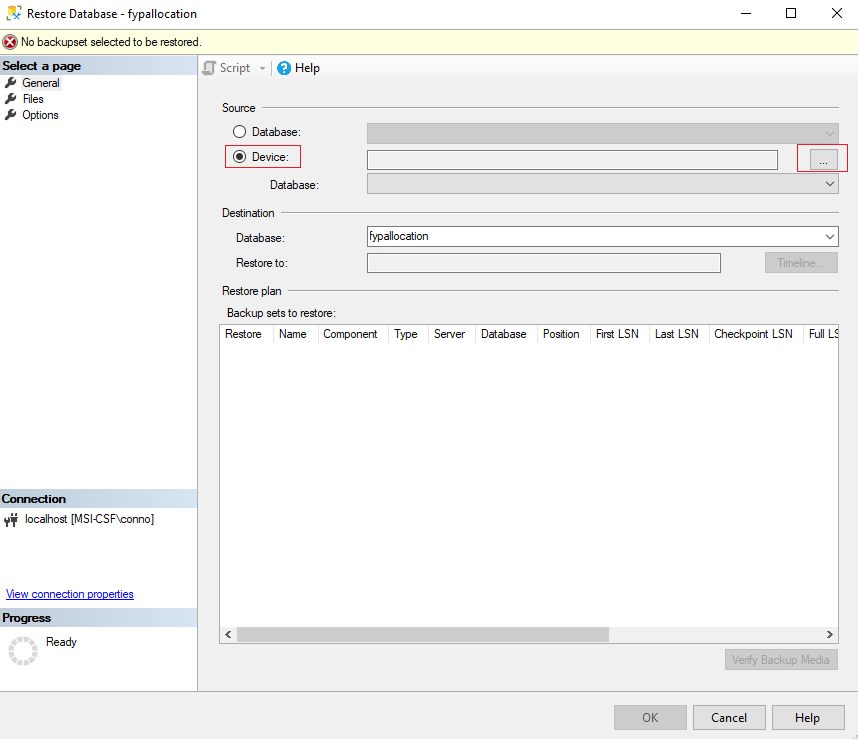 Restore Database - fypallocation
No backupset selected to be restored.
Select a page
General
Files
Options
Script
Help
Source
Database:
Device:
...
Database:
Destination
Database:
fypallocation
Restore to:
Timeline...
Restore plan
Backup sets to restore:
Restore Name Component Type Server Database Position First LSN Last LSN Checkpoint LSN Full LS
Connection
localhost [MSI-CSF\conno]
View connection properties
Progress
Ready
Verify Backup Media
OK Cancel Help